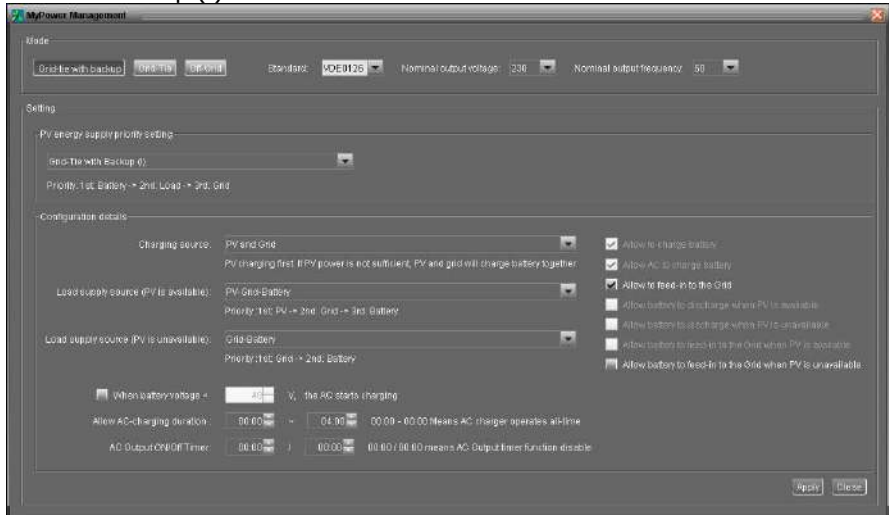 MyPower Management
Mode
Grid-tie with backup Grid-Tie Off-Grid Standard: VDE0126 Nominal output voltage: 230 Nominal output frequency: 50
Setting
PV energy supply priority setting
Grid-Tie with Backup (I)
Priority: 1st: Battery -> 2nd: Load -> 3rd: Grid
Configuration details
Charging source: PV and Grid
PV charging first. If PV power is not sufficient, PV and grid will charge battery together
Load supply source (PV is available): PV-Grid-Battery
Priority: 1st: PV -> 2nd: Grid -> 3rd: Battery
Load supply source (PV is unavailable): Grid-Battery
Priority: 1st: Grid -> 2nd: Battery
Allow to charge battery
Allow AC to charge battery
Allow to feed-in to the Grid
Allow battery to discharge when PV is available
Allow battery to discharge when PV is unavailable
Allow battery to feed-in to the Grid when PV is available
Allow battery to feed-in to the Grid when PV is unavailable
When battery voltage < V, the AC starts charging
Allow AC-charging duration: 00:00 ~ 04:00 00:00 - 00:00 Means AC charger operates all-time
AC Output ON/Off Timer: 00:00 / 00:00 00:00 / 00:00 means AC Output timer function disable
Apply Close